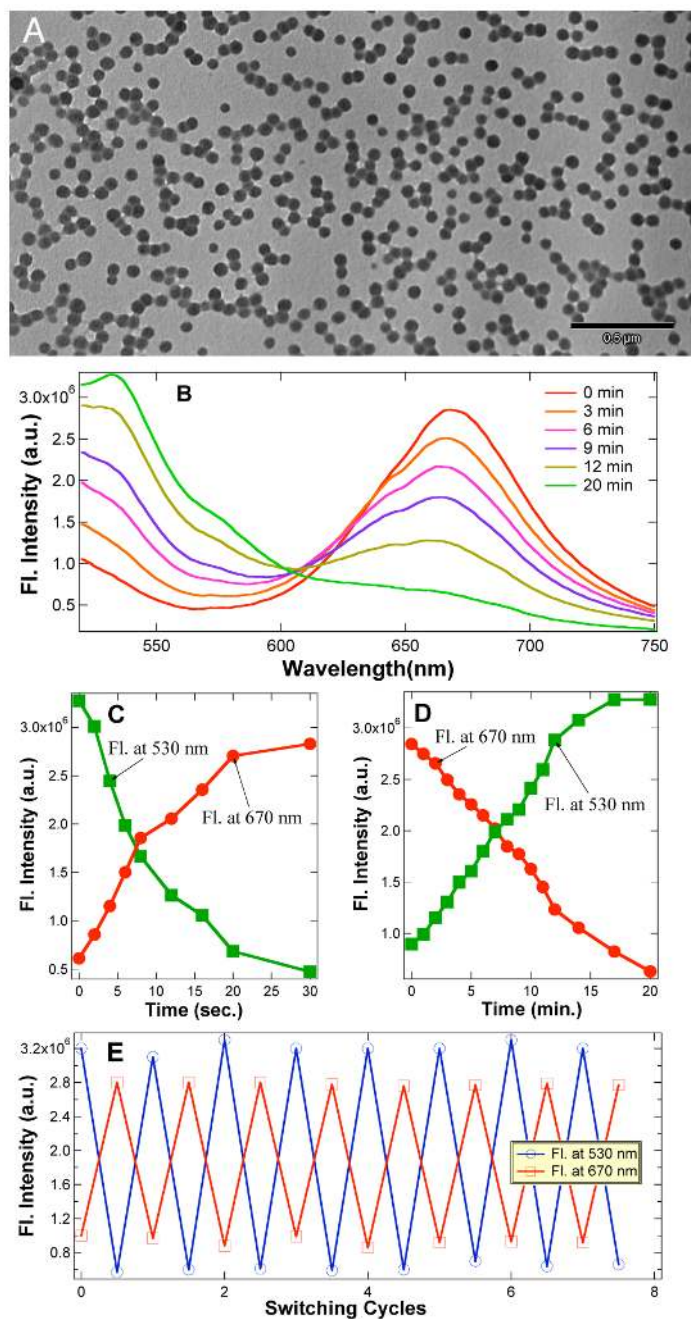 A
0.5 µm
B
3.0x10⁶
2.5
2.0
1.5
1.0
0.5
Fl. Intensity (a.u.)
0 min
3 min
6 min
9 min
12 min
20 min
550
600
650
700
750
Wavelength(nm)
C
3.0x10⁶
2.5
2.0
1.5
1.0
0.5
Fl. Intensity (a.u.)
Fl. at 530 nm
Fl. at 670 nm
0
5
10
15
20
25
30
Time (sec.)
D
3.0x10⁶
2.5
2.0
1.5
1.0
Fl. Intensity (a.u.)
Fl. at 670 nm
Fl. at 530 nm
0
5
10
15
20
Time (min.)
E
3.2x10⁶
2.8
2.4
2.0
1.6
1.2
0.8
Fl. Intensity (a.u.)
Fl. at 530 nm
Fl. at 670 nm
0
2
4
6
8
Switching Cycles